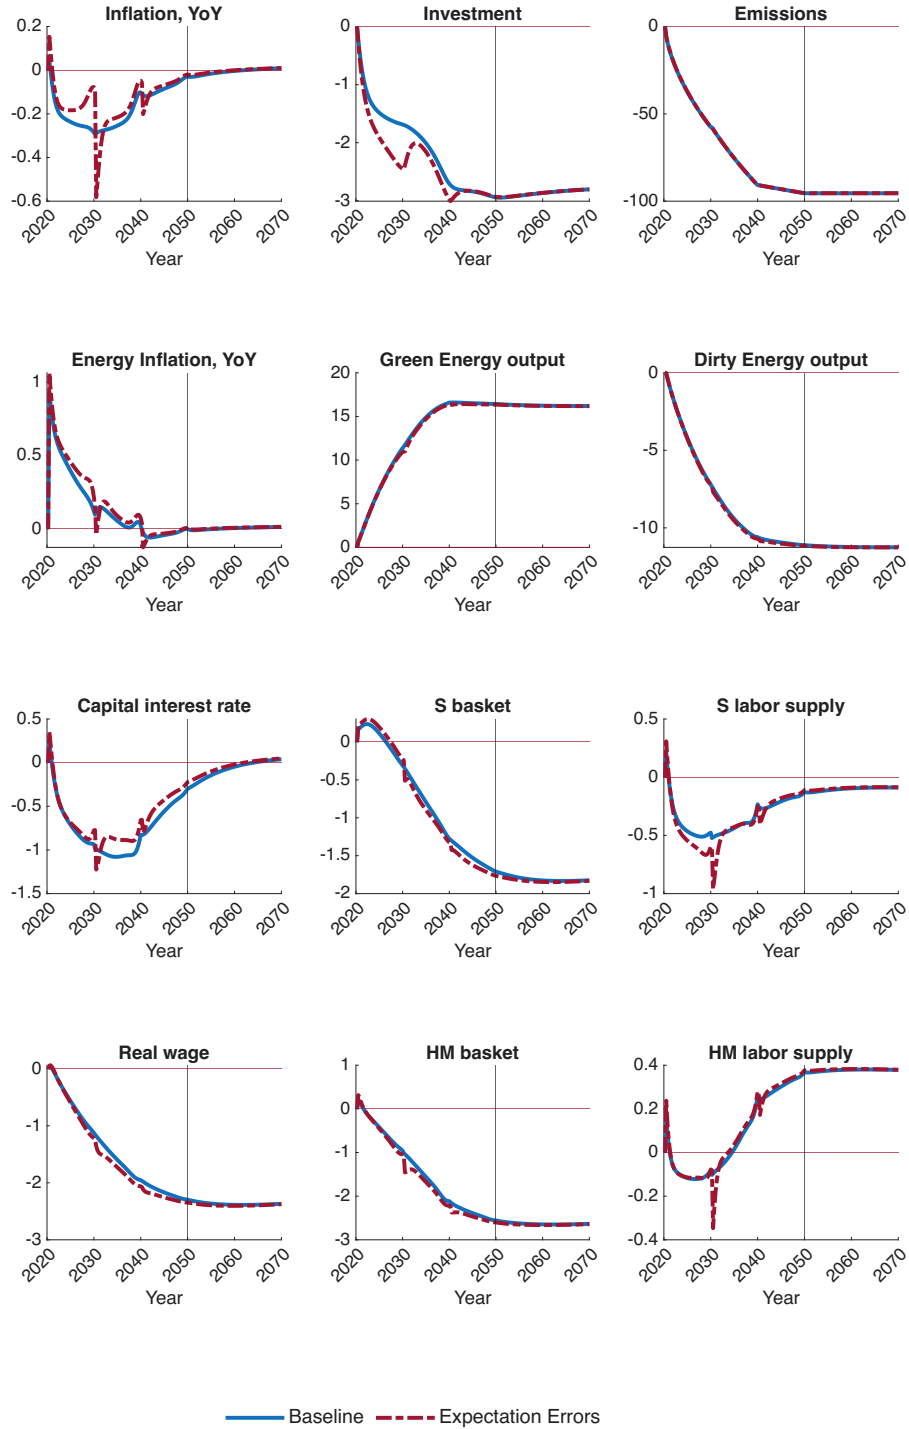 Inflation, YoY
0.2
0
-0.2
-0.4
-0.6
2020 2030 2040 2050 2060 2070
Year
Investment
0
-1
-2
-3
2020 2030 2040 2050 2060 2070
Year
Emissions
0
-50
-100
2020 2030 2040 2050 2060 2070
Year
Energy Inflation, YoY
1
0.5
0
2020 2030 2040 2050 2060 2070
Year
Green Energy output
20
15
10
5
0
2020 2030 2040 2050 2060 2070
Year
Dirty Energy output
0
-5
-10
2020 2030 2040 2050 2060 2070
Year
Capital interest rate
0.5
0
-0.5
-1
-1.5
2020 2030 2040 2050 2060 2070
Year
S basket
0
-0.5
-1
-1.5
-2
2020 2030 2040 2050 2060 2070
Year
S labor supply
0.5
0
-0.5
-1
2020 2030 2040 2050 2060 2070
Year
Real wage
0
-1
-2
-3
2020 2030 2040 2050 2060 2070
Year
HM basket
1
0
-1
-2
-3
2020 2030 2040 2050 2060 2070
Year
HM labor supply
0.4
0.2
0
-0.2
-0.4
2020 2030 2040 2050 2060 2070
Year
Baseline Expectation Errors